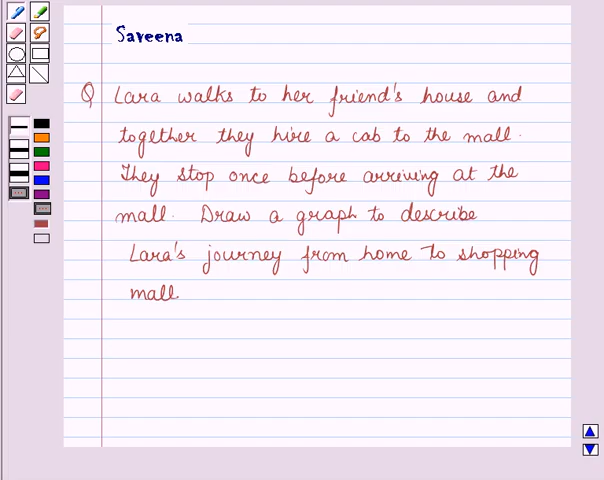 Saveena
Q Lara walks to her friend's house and
together they hire a cab to the mall.
They stop once before arriving at the
mall. Draw a graph to describe
Lara's journey from home to shopping
mall.